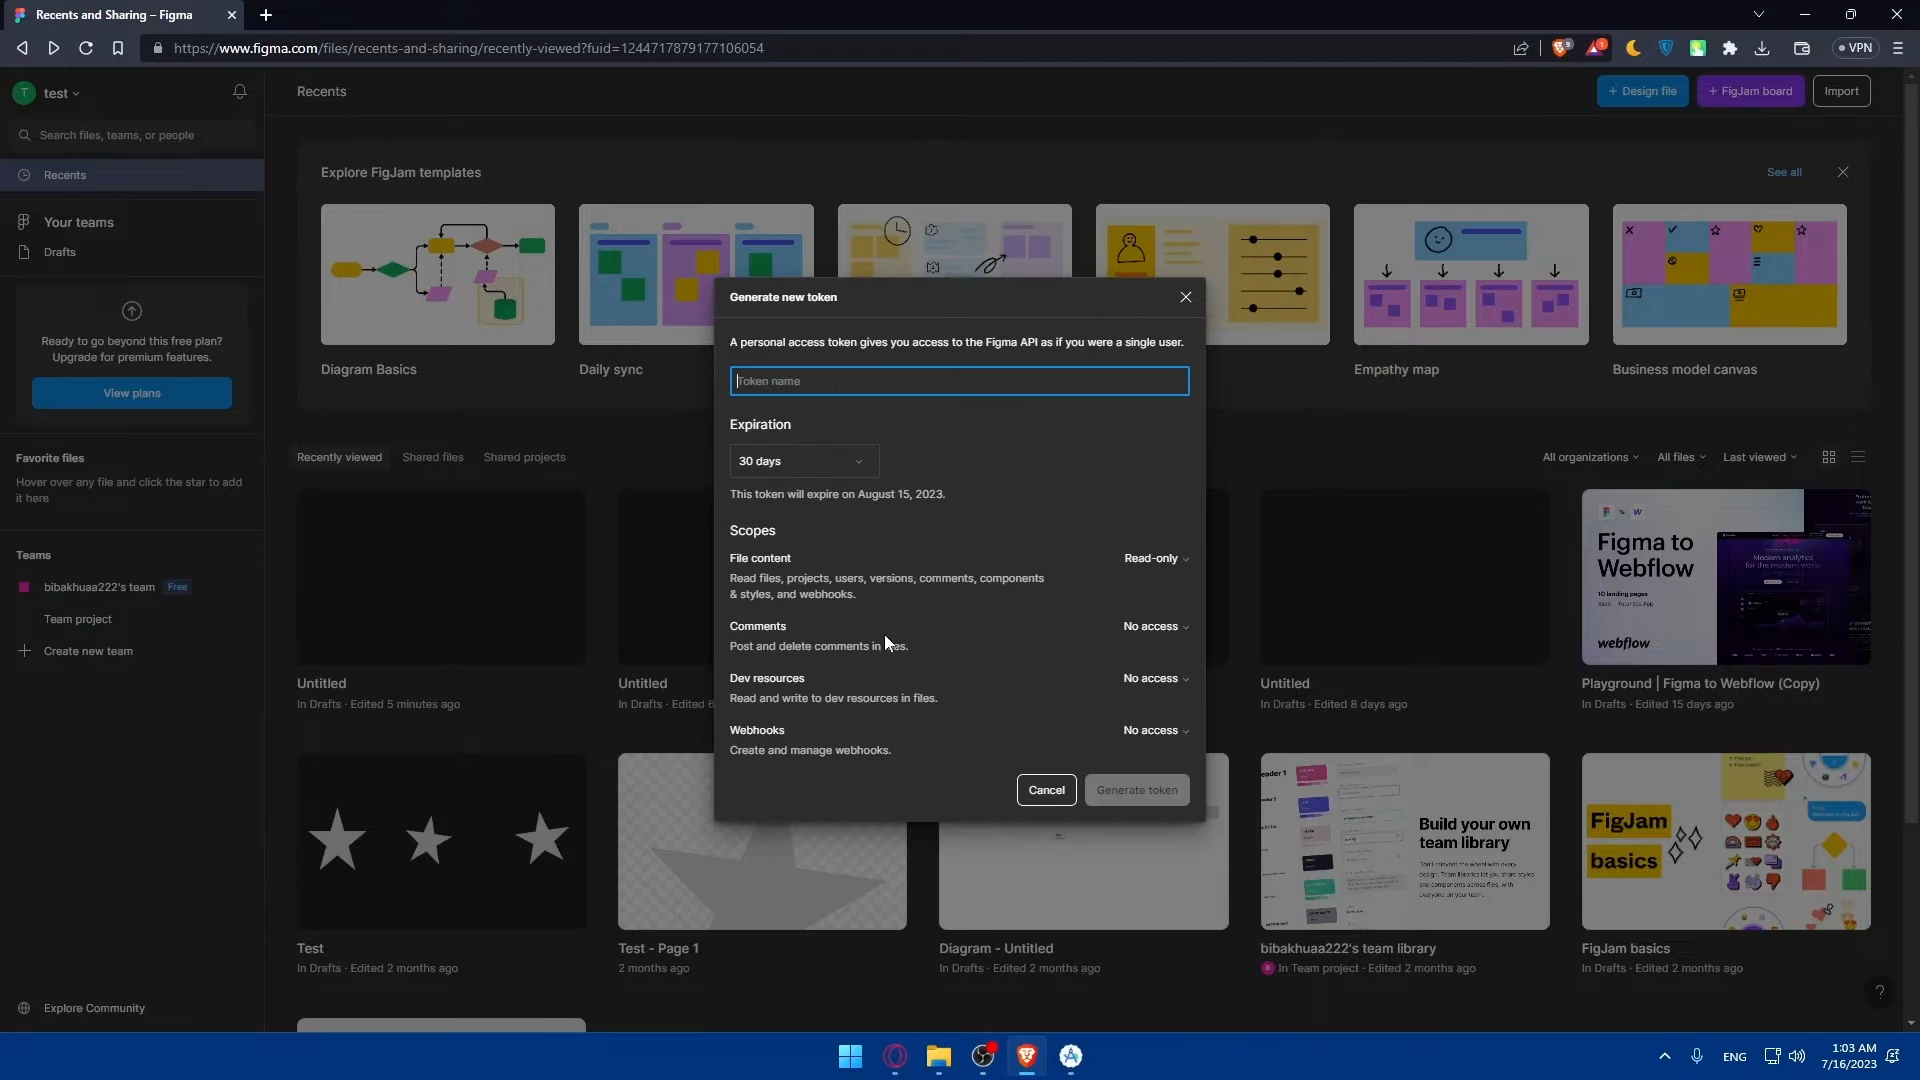 Recents and Sharing – Figma
https://www.figma.com/files/recents-and-sharing/recently-viewed?fuid=1244717879177106054
9
1
VPN
T
test
Recents
+ Design file
+ FigJam board
Import
Search files, teams, or people
Recents
Your teams
Drafts
Ready to go beyond this free plan?
Upgrade for premium features.
View plans
Favorite files
Hover over any file and click the star to add
it here
Teams
bibakhuaa222's team
Free
Team project
Create new team
Explore Community
Explore FigJam templates
See all
Diagram Basics
Daily sync
Empathy map
Business model canvas
Generate new token
A personal access token gives you access to the Figma API as if you were a single user.
Token name
Expiration
30 days
This token will expire on August 15, 2023.
Scopes
File content
Read-only
Read files, projects, users, versions, comments, components
& styles, and webhooks.
Comments
No access
Post and delete comments in
Dev resources
No access
Read and write to dev resources in files.
Webhooks
No access
Create and manage webhooks.
Cancel
Generate token
Recently viewed
Shared files
Shared projects
All organizations
All files
Last viewed
Figma to
Webflow
10 landing pages
webflow
Modern analytics
Untitled
In Drafts · Edited 5 minutes ago
Untitled
In Drafts · Edited 6
Untitled
In Drafts · Edited 8 days ago
Playground | Figma to Webflow (Copy)
In Drafts · Edited 15 days ago
Build your own
team library
FigJam
basics
Test
In Drafts · Edited 2 months ago
Test - Page 1
2 months ago
Diagram - Untitled
In Drafts · Edited 2 months ago
bibakhuaa222's team library
In Team project · Edited 2 months ago
FigJam basics
In Drafts · Edited 2 months ago
?
ENG
1:03 AM
7/16/2023